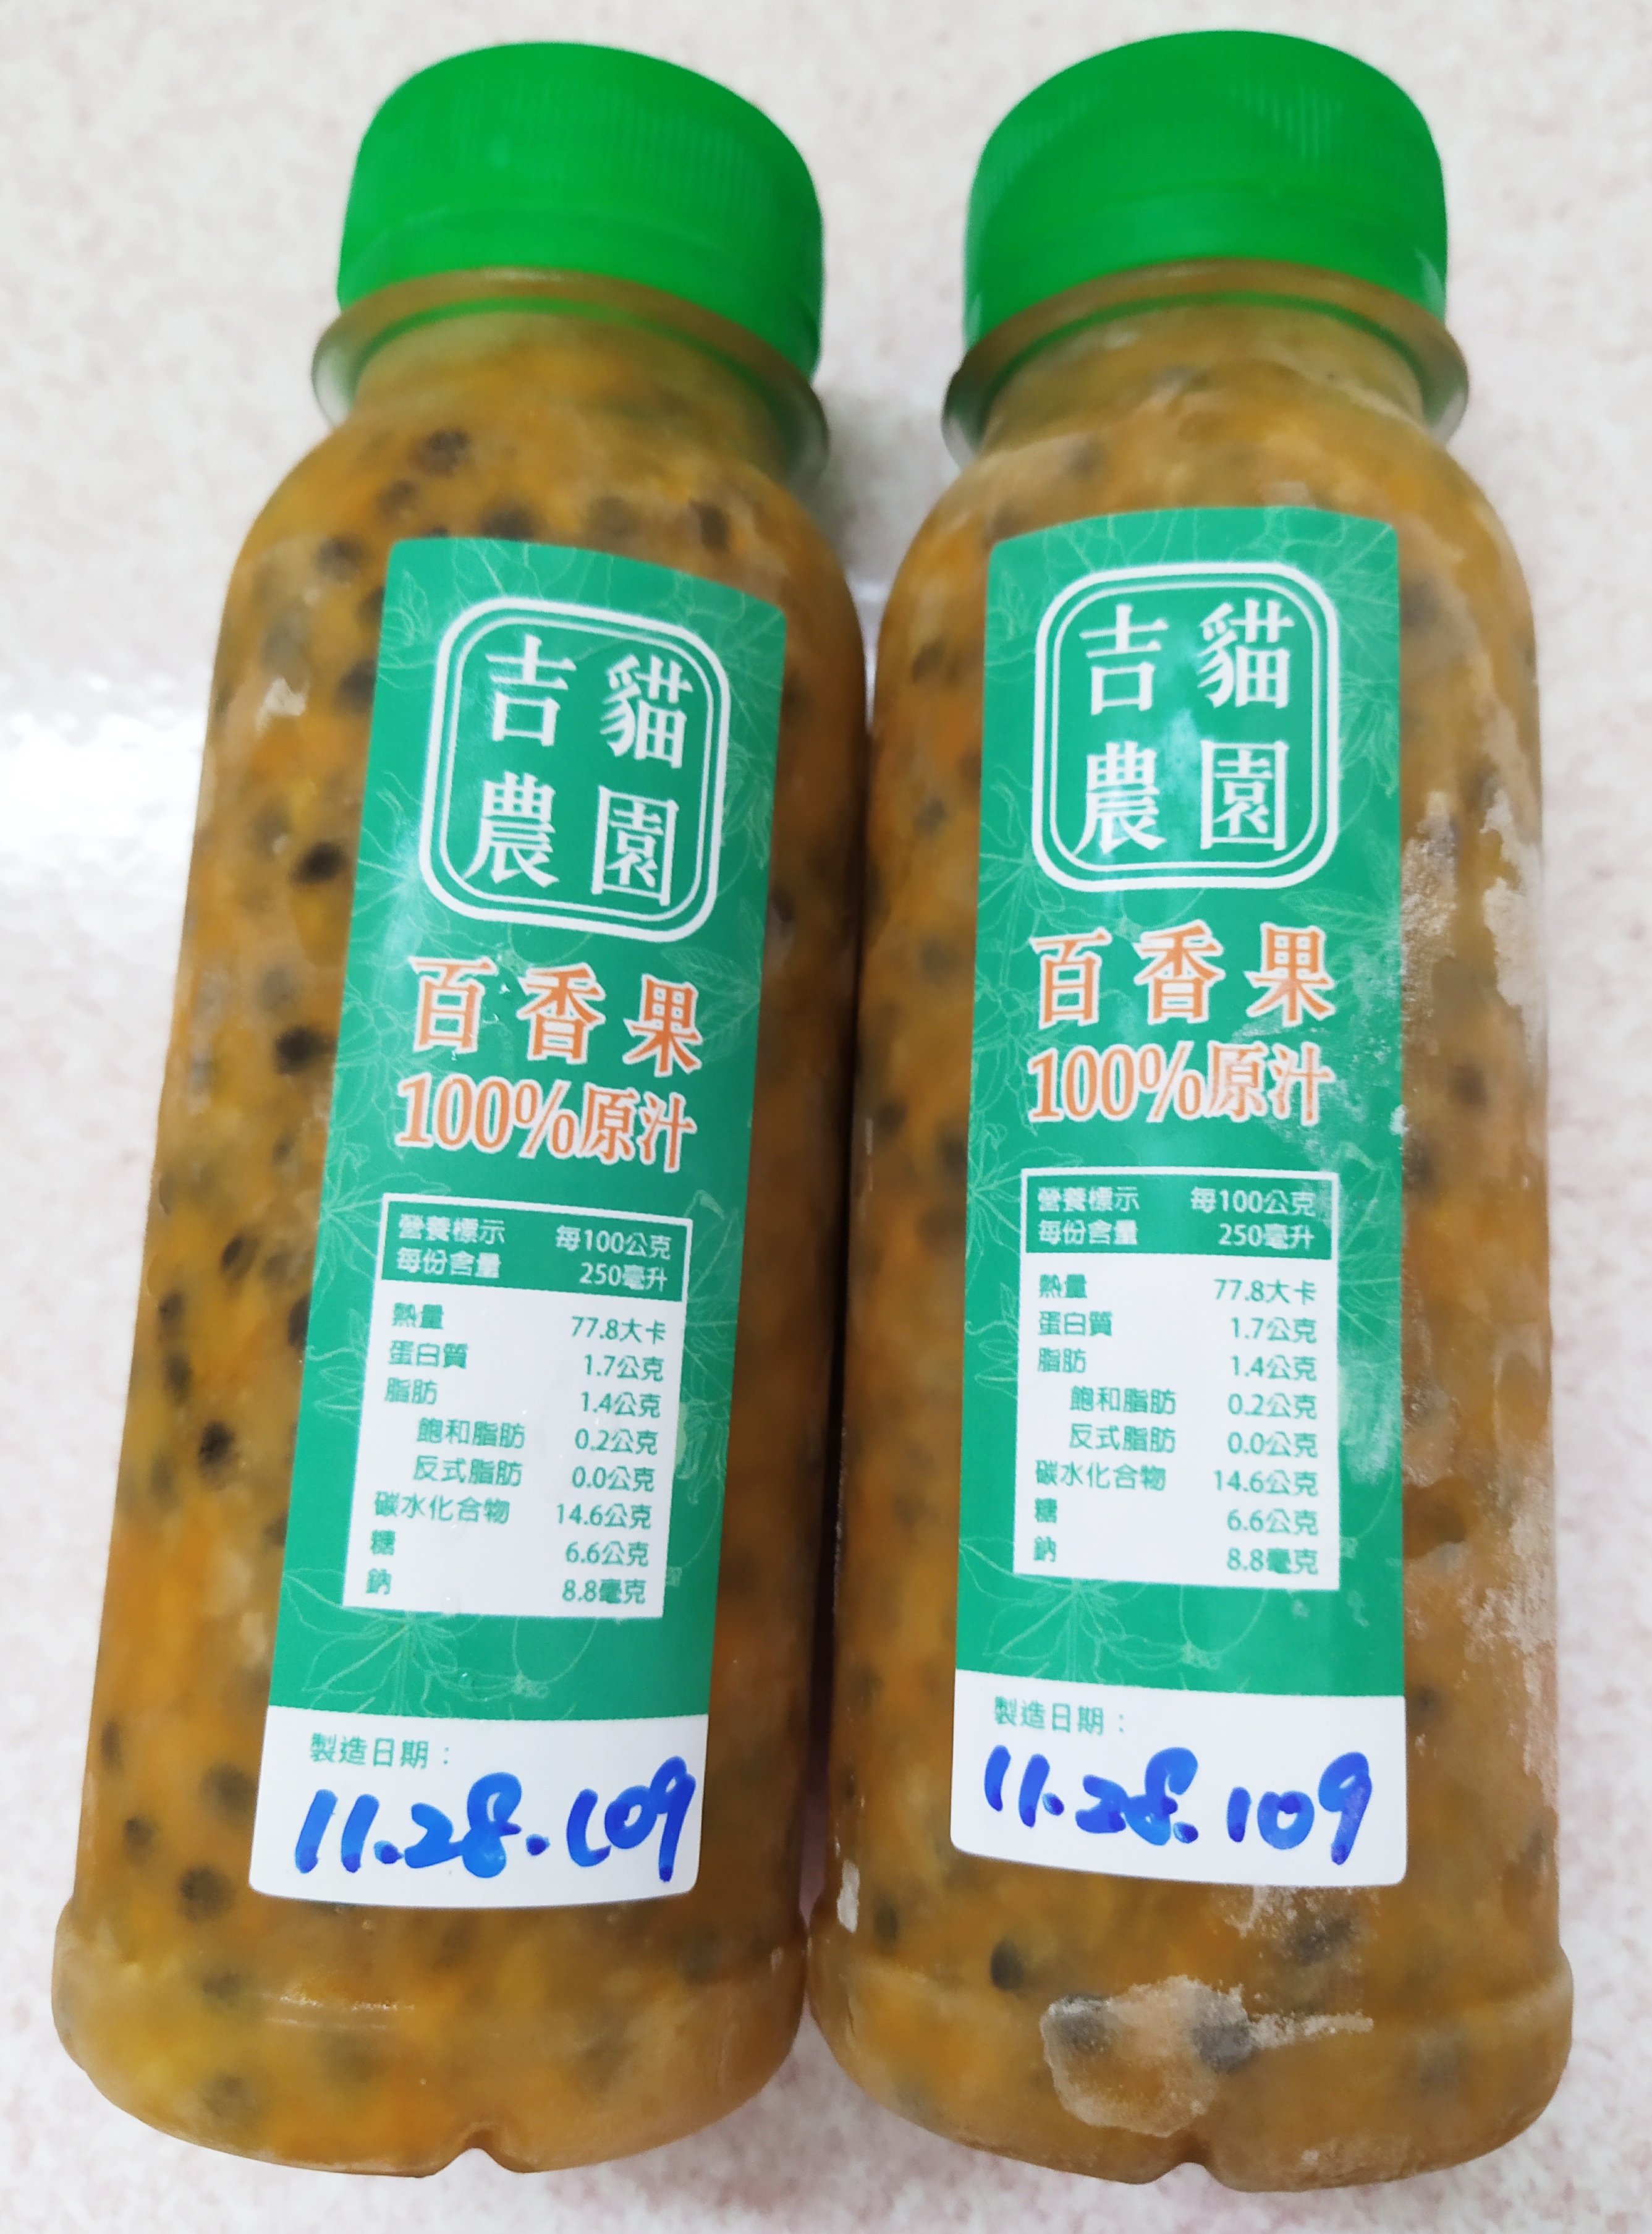 吉貓
農園
百香果
100%原汁
營養標示 每100公克
每份含量 250毫升
熱量 77.8大卡
蛋白質 1.7公克
脂肪 1.4公克
飽和脂肪 0.2公克
反式脂肪 0.0公克
碳水化合物 14.6公克
糖 6.6公克
鈉 8.8毫克
製造日期：
11.28.109
吉貓
農園
百香果
100%原汁
營養標示 每100公克
每份含量 250毫升
熱量 77.8大卡
蛋白質 1.7公克
脂肪 1.4公克
飽和脂肪 0.2公克
反式脂肪 0.0公克
碳水化合物 14.6公克
糖 6.6公克
鈉 8.8毫克
製造日期：
11.28.109